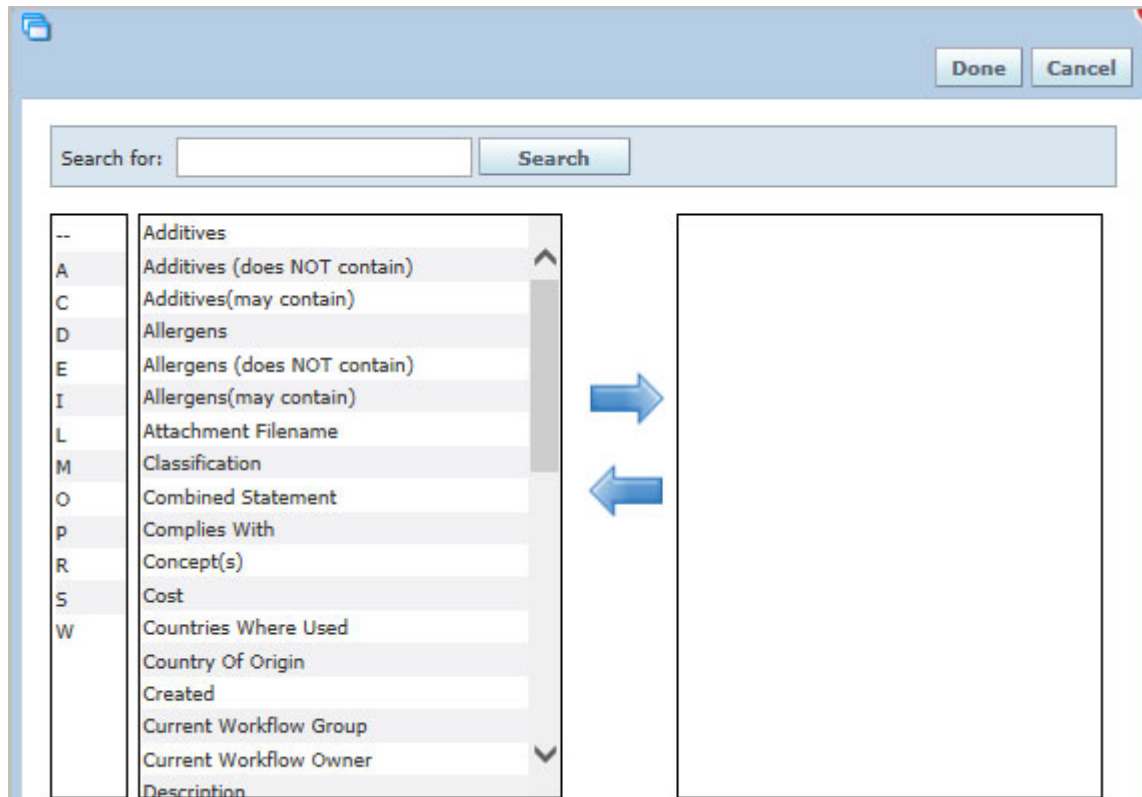 Done Cancel
Search for: Search
--
A
C
D
E
I
L
M
O
P
R
S
W
Additives
Additives (does NOT contain)
Additives(may contain)
Allergens
Allergens (does NOT contain)
Allergens(may contain)
Attachment Filename
Classification
Combined Statement
Complies With
Concept(s)
Cost
Countries Where Used
Country Of Origin
Created
Current Workflow Group
Current Workflow Owner
Description